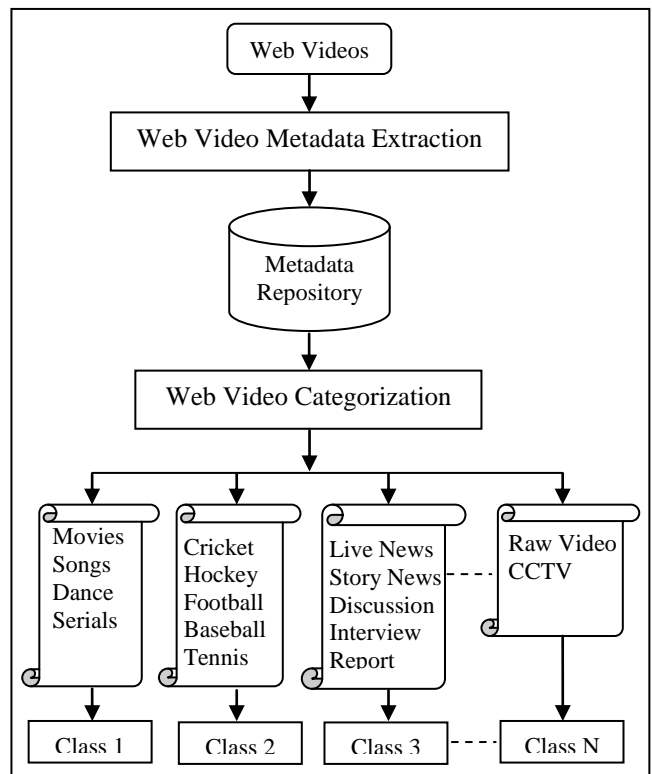 Web Videos
Web Video Metadata Extraction
Metadata
Repository
Web Video Categorization
Movies
Songs
Dance
Serials
Cricket
Hockey
Football
Baseball
Tennis
Live News
Story News
Discussion
Interview
Report
Raw Video
CCTV
Class 1
Class 2
Class 3
Class N